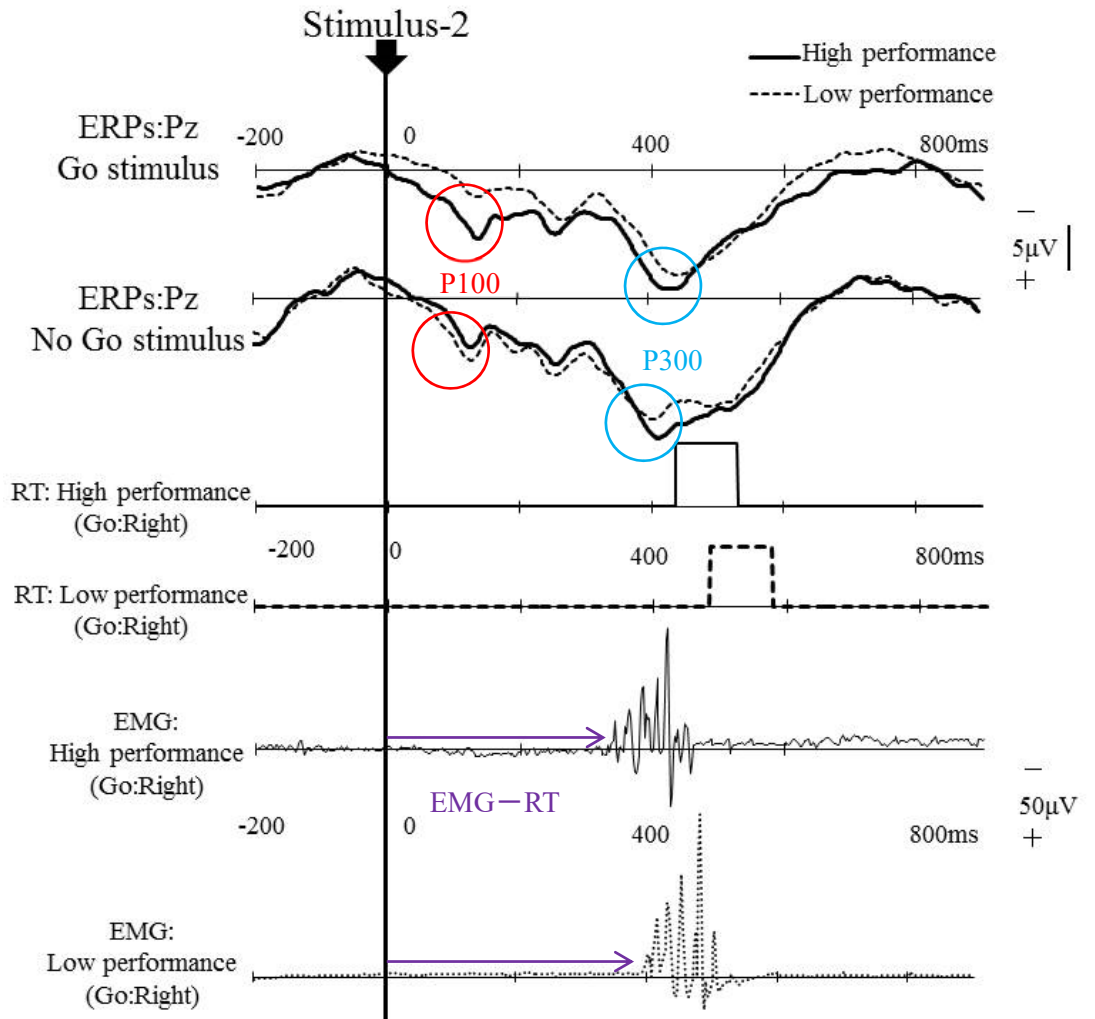 Stimulus-2
High performance
Low performance
ERPs:Pz
Go stimulus
-200
0
400
800ms
P100
−
5μV
+
ERPs:Pz
No Go stimulus
P300
RT: High performance
(Go:Right)
-200
0
400
800ms
RT: Low performance
(Go:Right)
EMG:
High performance
(Go:Right)
EMG－RT
−
50μV
+
-200
0
400
800ms
EMG:
Low performance
(Go:Right)